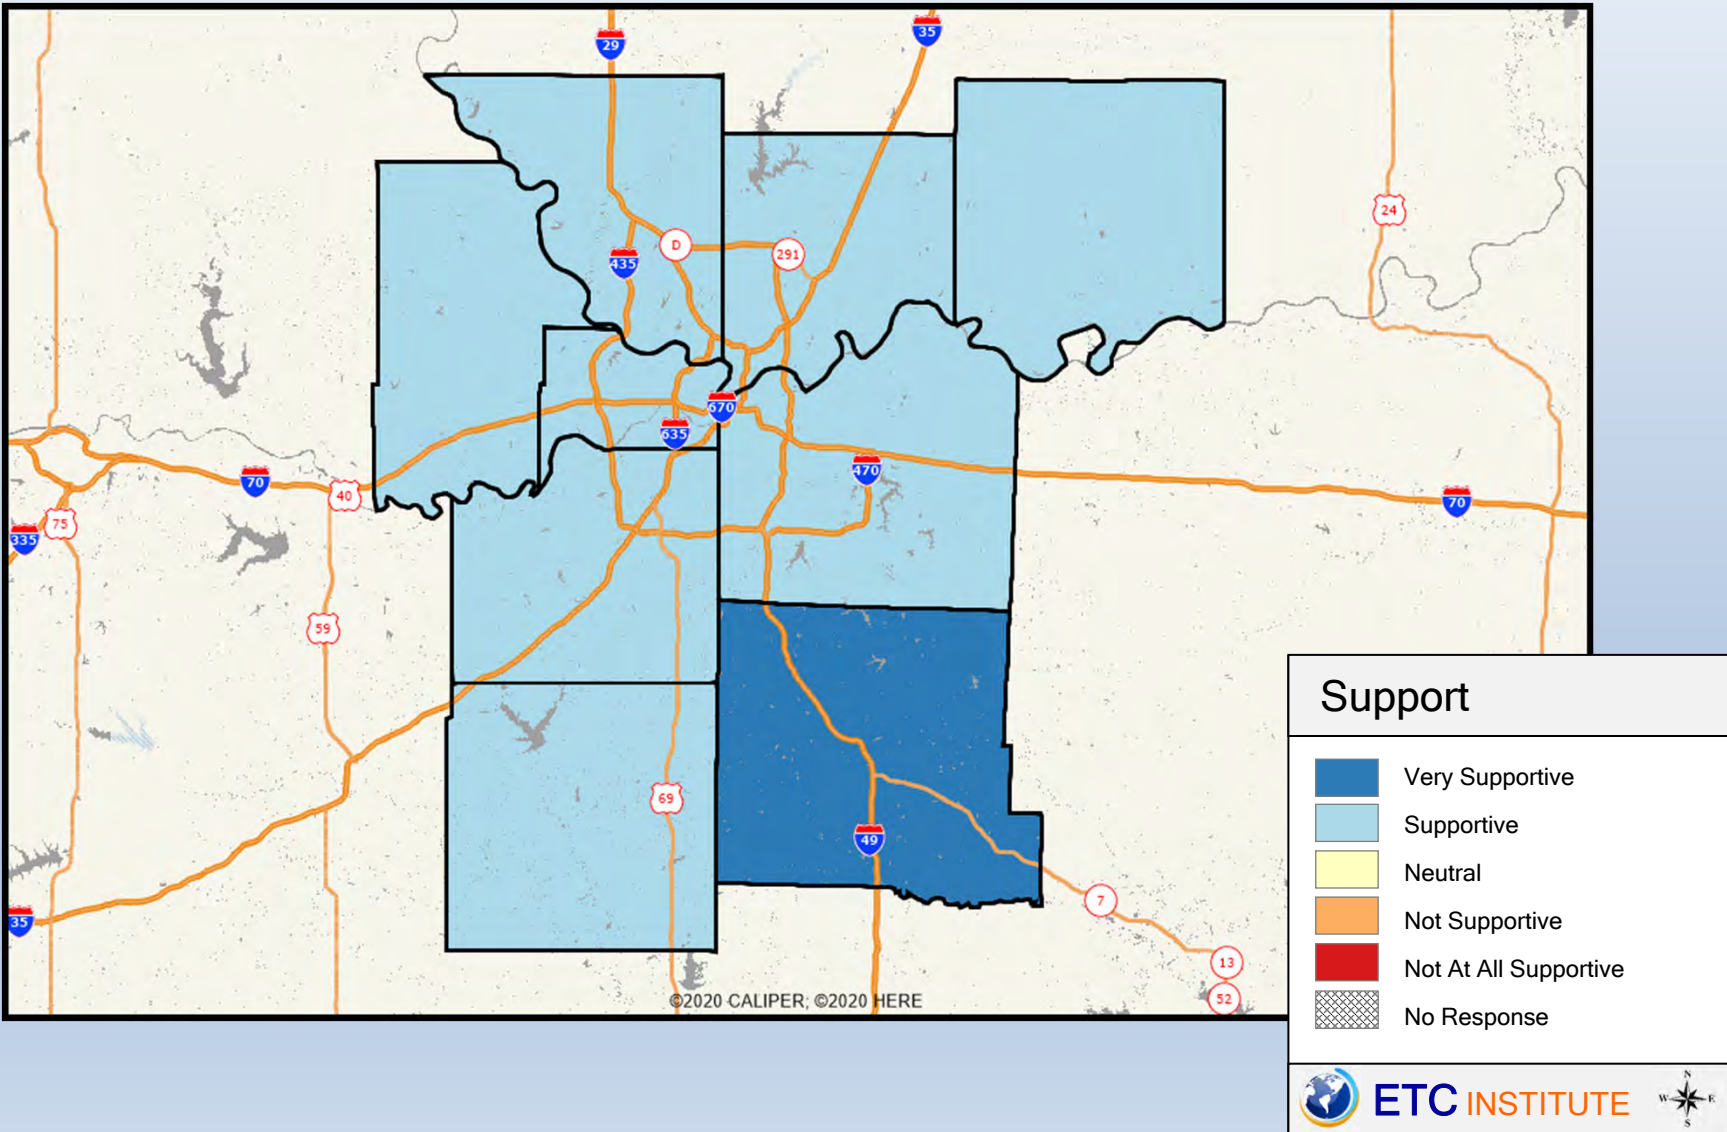 29
35
24
D
291
435
670
635
470
70
40
70
75
335
59
69
49
35
7
13
52
©2020 CALIPER; ©2020 HERE
Support
Very Supportive
Supportive
Neutral
Not Supportive
Not At All Supportive
No Response
ETC INSTITUTE
N
W E
S